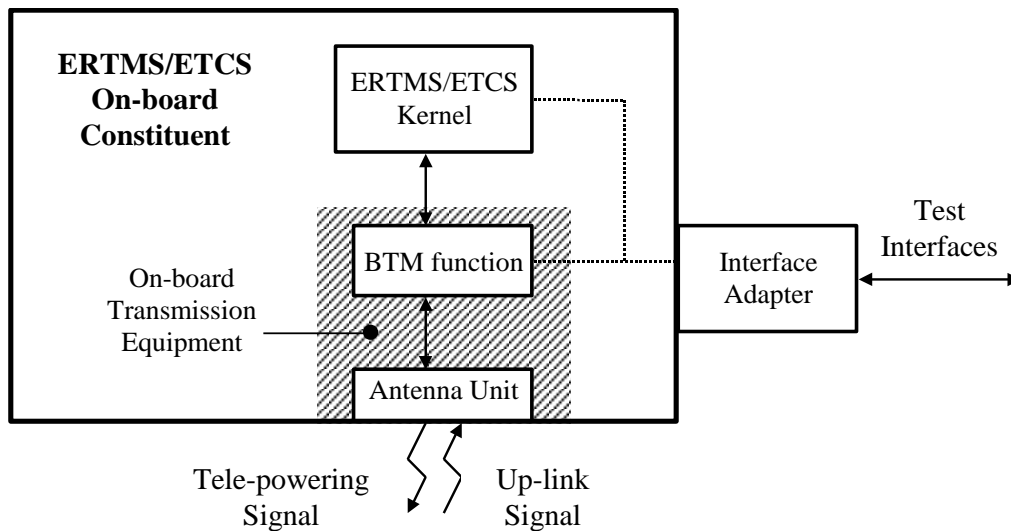 ERTMS/ETCS
On-board
Constituent
ERTMS/ETCS
Kernel
BTM function
On-board
Transmission
Equipment
Antenna Unit
Interface
Adapter
Test
Interfaces
Tele-powering
Signal
Up-link
Signal